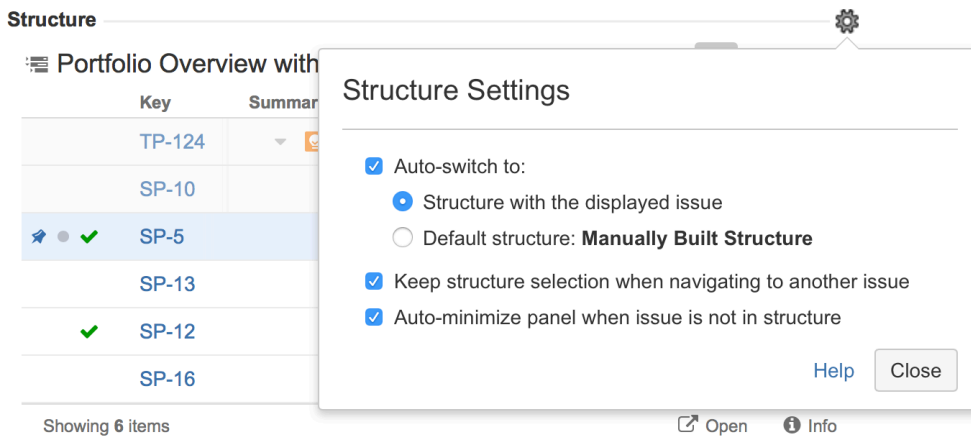 Structure
Portfolio Overview with
Structure Settings
Key Summar
TP-124
Auto-switch to:
SP-10
Structure with the displayed issue
SP-5
Default structure: Manually Built Structure
SP-13
Keep structure selection when navigating to another issue
SP-12
Auto-minimize panel when issue is not in structure
SP-16
Help Close
Showing 6 items
Open Info